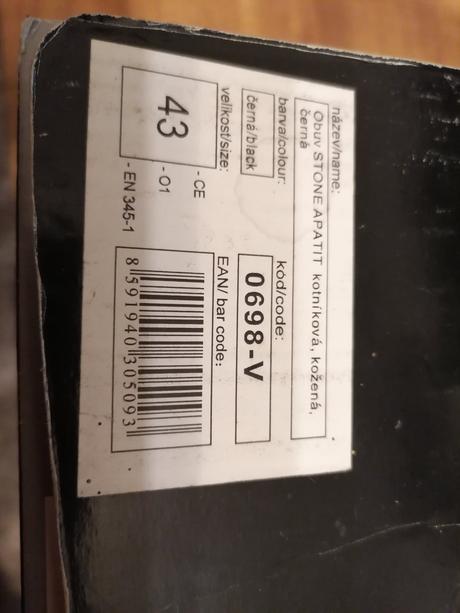 název/name:
Obuv STONE APATIT kotníková, kožená,
černá
barva/colour:
černá/black
kód/code:
0698-V
velikost/size:
43
- CE
- O1
- EN 345-1
EAN/ bar code:
8 591940 305093